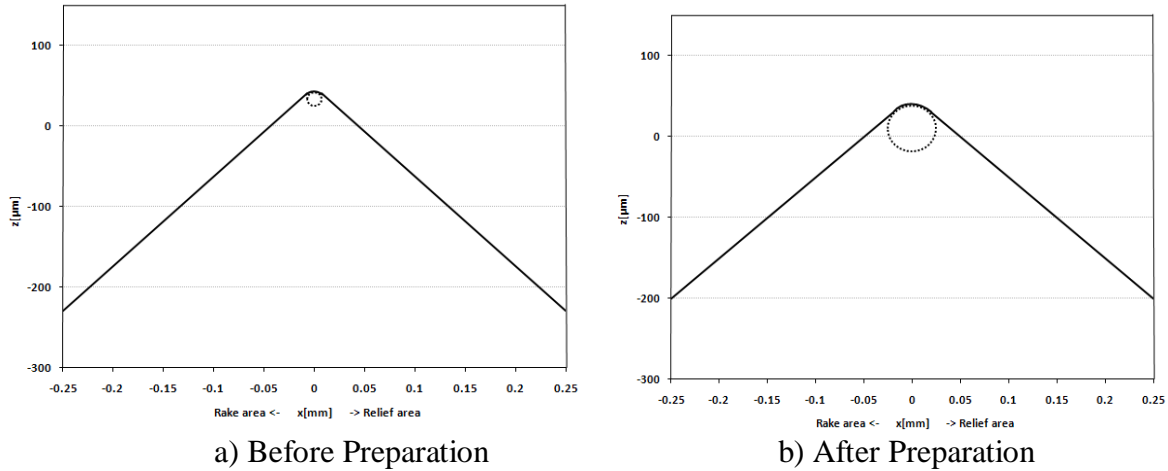 100
0
-100
-200
-300
z[µm]
-0.25 -0.2 -0.15 -0.1 -0.05 0 0.05 0.1 0.15 0.2 0.25
Rake area <- x[mm] -> Relief area
a) Before Preparation
100
0
-100
-200
-300
z[µm]
-0.25 -0.2 -0.15 -0.1 -0.05 0 0.05 0.1 0.15 0.2 0.25
Rake area <- x[mm] -> Relief area
b) After Preparation